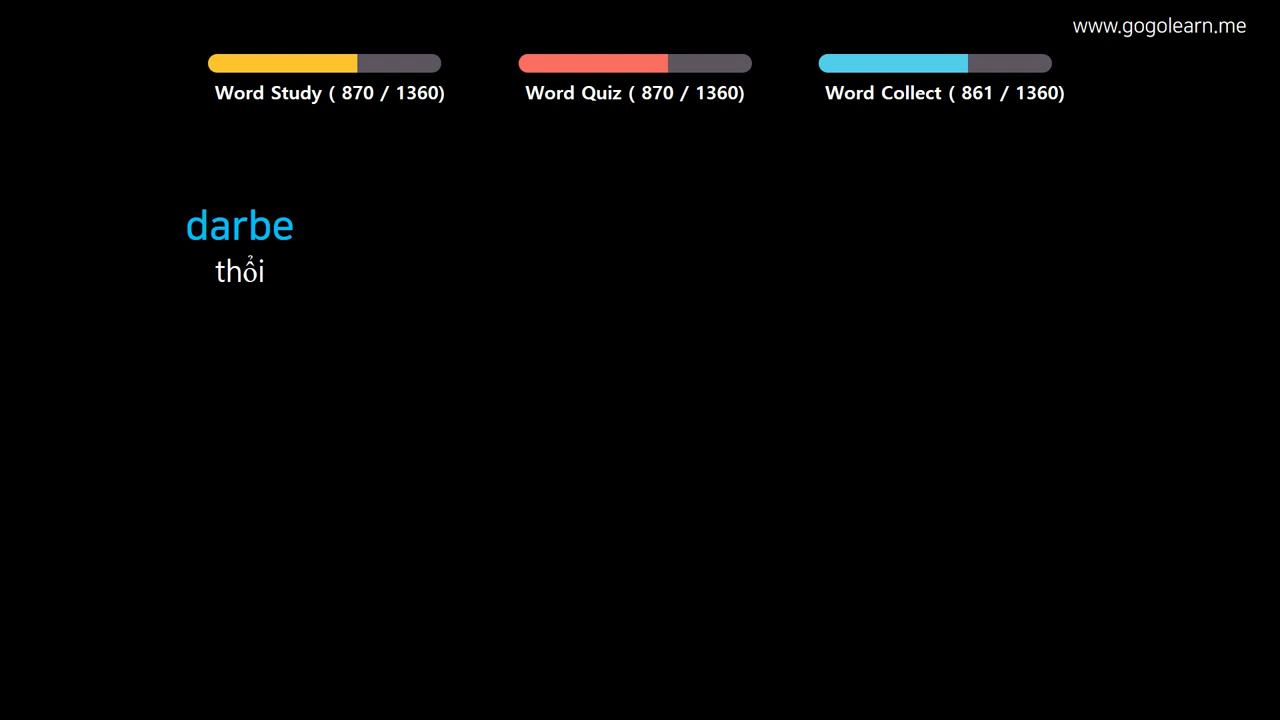 www.gogolearn.me
Word Study ( 870 / 1360)
Word Quiz ( 870 / 1360)
Word Collect ( 861 / 1360)
darbe
thổi